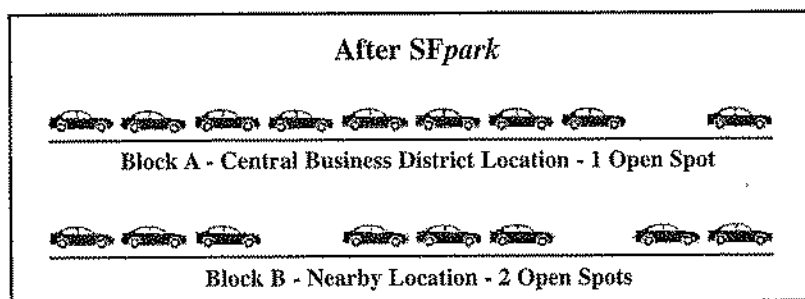 After SFpark
Block A - Central Business District Location - 1 Open Spot
Block B - Nearby Location - 2 Open Spots